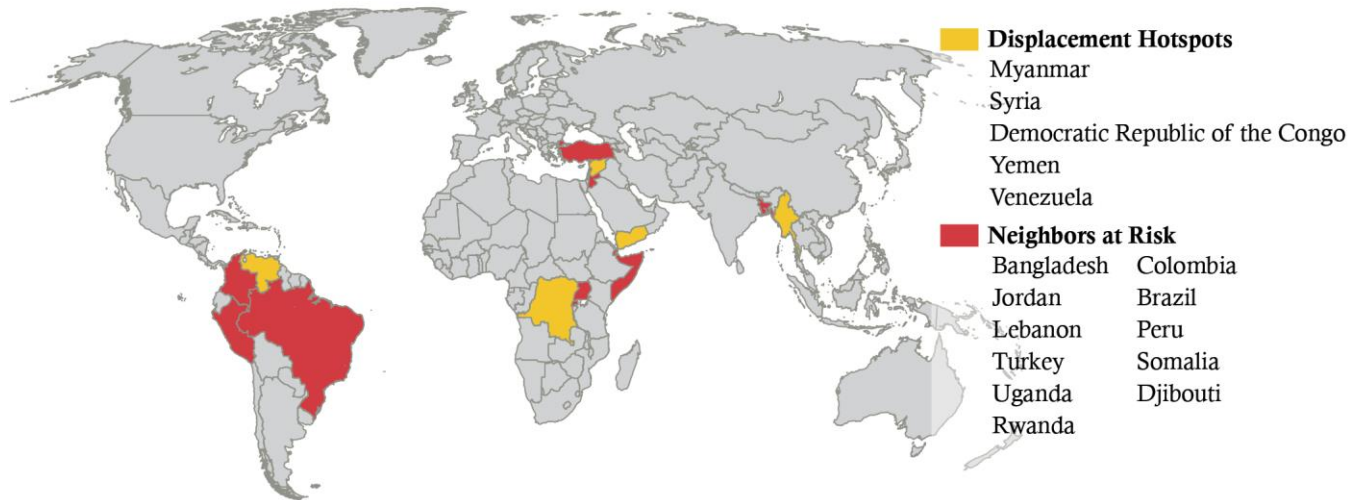 Displacement Hotspots
Myanmar
Syria
Democratic Republic of the Congo
Yemen
Venezuela
Neighbors at Risk
Bangladesh Colombia
Jordan Brazil
Lebanon Peru
Turkey Somalia
Uganda Djibouti
Rwanda